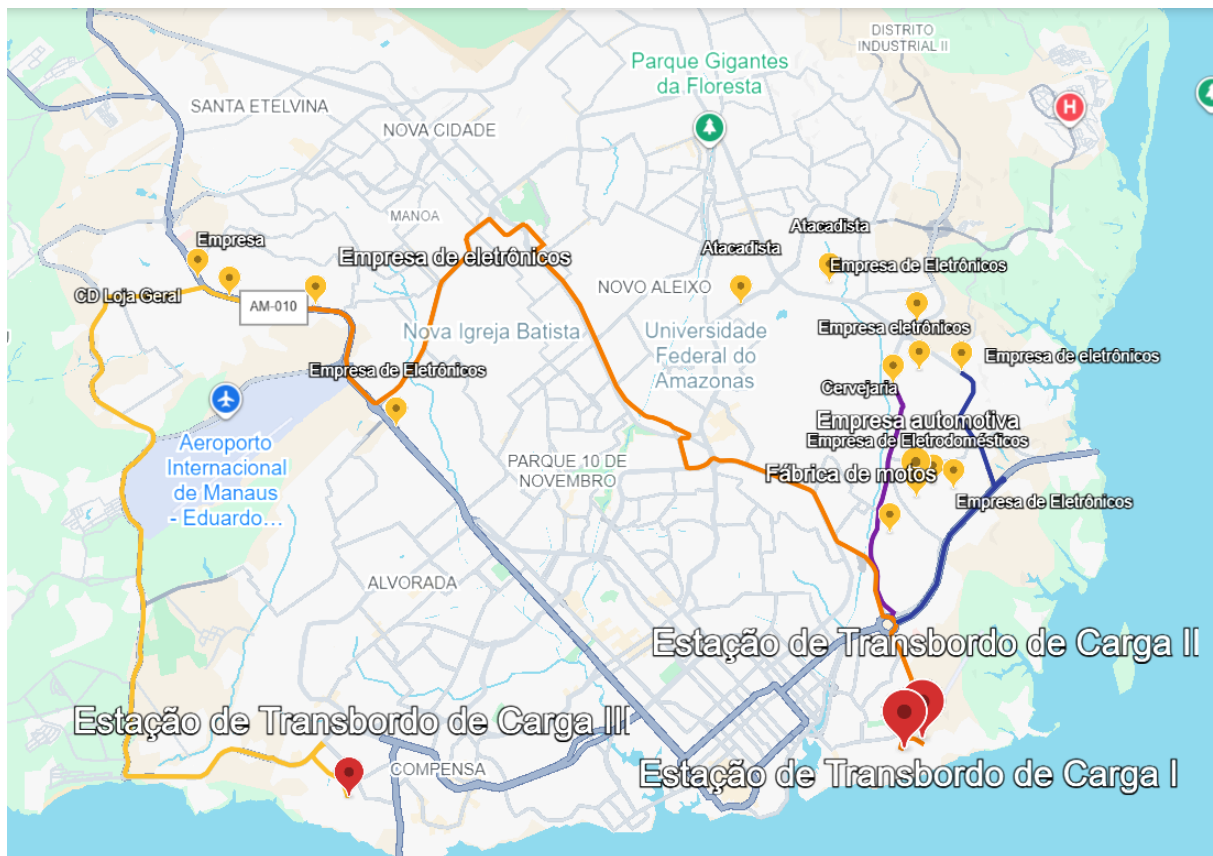 DISTRITO
INDUSTRIAL II
Parque Gigantes
da Floresta
SANTA ETELVINA
NOVA CIDADE
H
MANOA
Atacadista
Empresa
Atacadista
Empresa de eletrônicos
Empresa de Eletrônicos
CD Loja Geral
NOVO ALEIXO
AM-010
Nova Igreja Batista
Universidade
Federal do
Amazonas
Empresa eletrônicos
Empresa de eletrônicos
Empresa de Eletrônicos
Cervejaria
Empresa automotiva
Aeroporto
Internacional
de Manaus
- Eduardo…
Empresa de Eletrodomésticos
PARQUE 10 DE
NOVEMBRO
Fábrica de motos
Empresa de Eletrônicos
ALVORADA
Estação de Transbordo de Carga II
Estação de Transbordo de Carga III
COMPENSA
Estação de Transbordo de Carga I